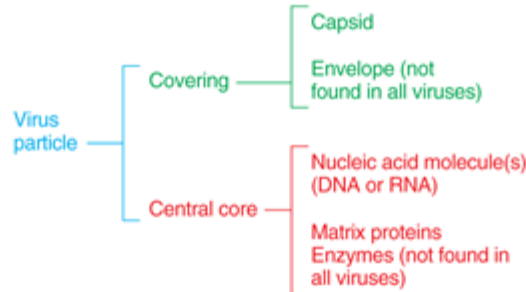 Virus
particle
Covering
Capsid
Envelope (not
found in all viruses)
Central core
Nucleic acid molecule(s)
(DNA or RNA)
Matrix proteins
Enzymes (not found in
all viruses)